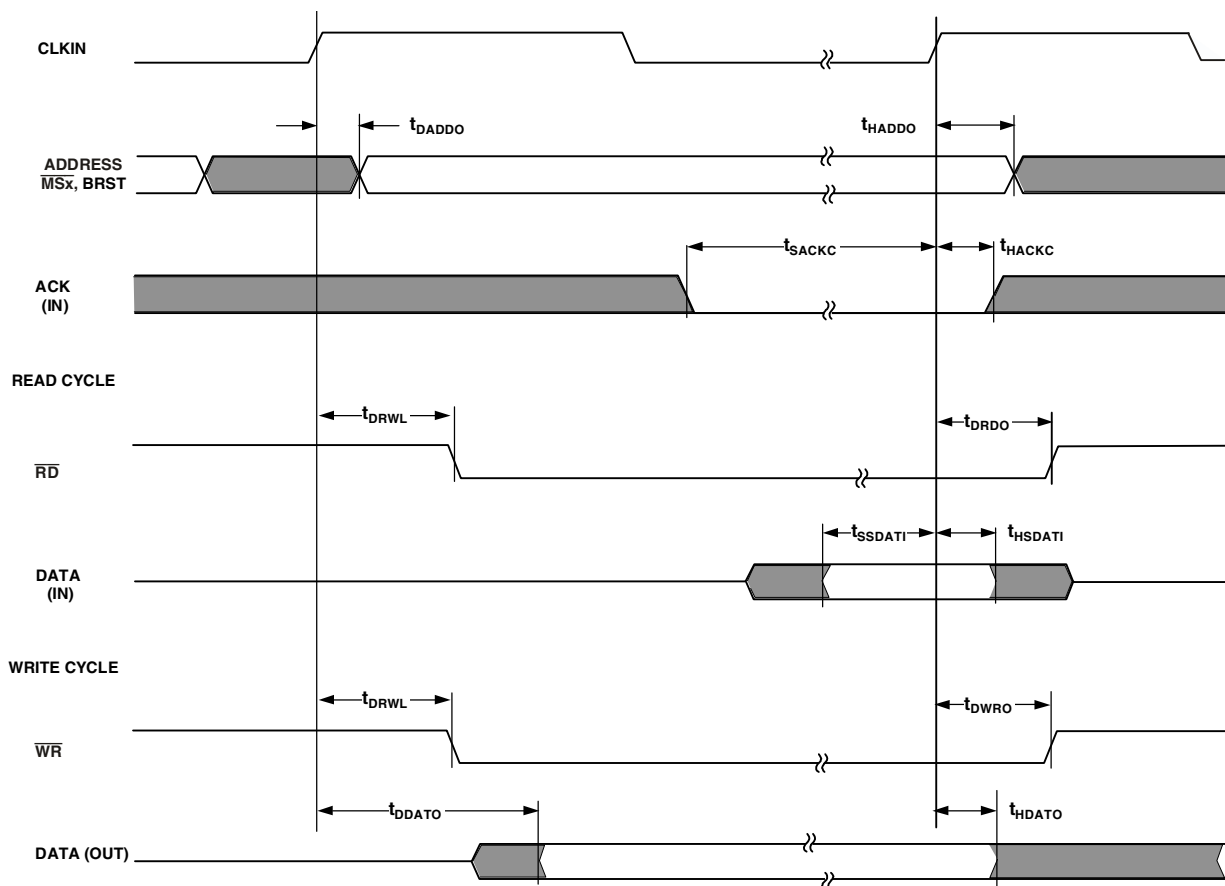 CLKIN
tDADDO
tHADDO
ADDRESS
MSx, BRST
tSACKC
tHACKC
ACK
(IN)
READ CYCLE
tDRWL
tDRDO
RD
tSSDATI
tHSDATI
DATA
(IN)
WRITE CYCLE
tDRWL
tDWRO
WR
tDDATO
tHDATO
DATA (OUT)